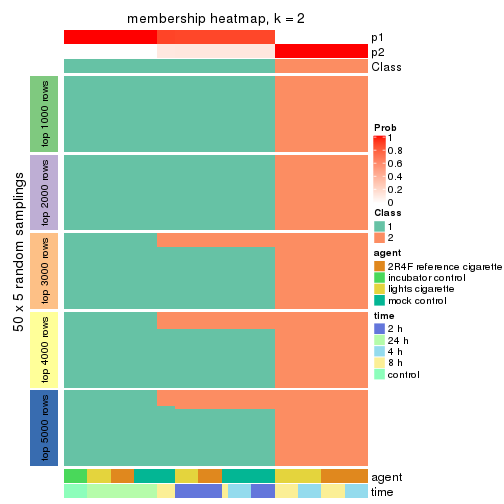 membership heatmap, k = 2
p1
p2
Class
50 x 5 random samplings
top 1000 rows
top 2000 rows
top 3000 rows
top 4000 rows
top 5000 rows
Prob
1
0.8
0.6
0.4
0.2
0
Class
1
2
agent
2R4F reference cigarette
incubator control
lights cigarette
mock control
time
2 h
24 h
4 h
8 h
control
agent
time